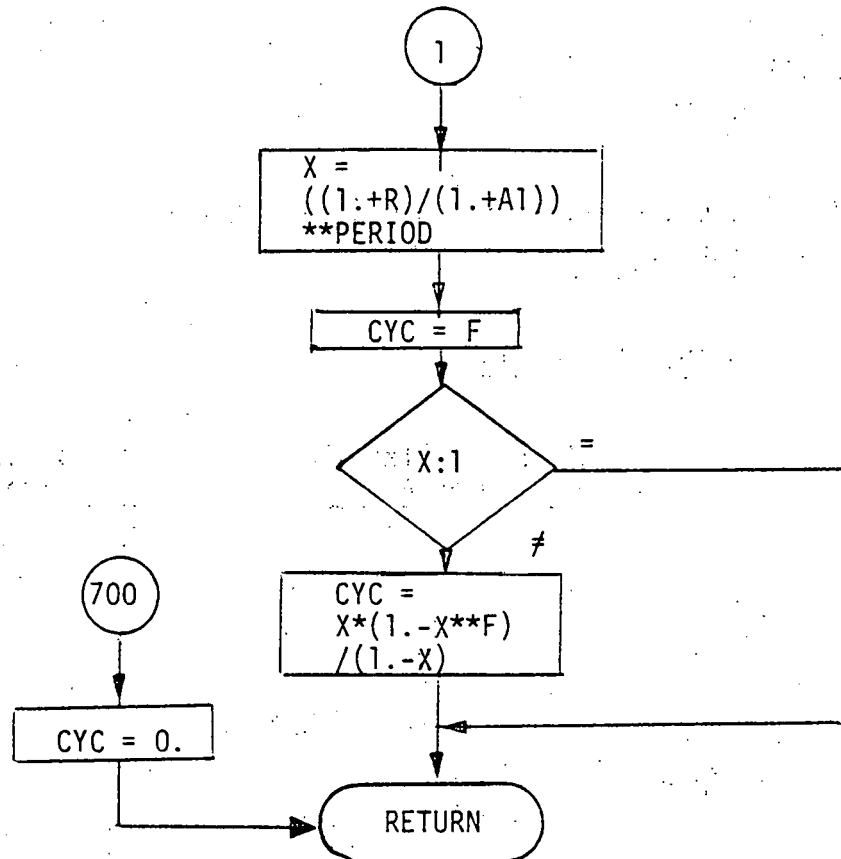 1
X =
((1.+R)/(1.+A1))
**PERIOD
CYC = F
X:1
=
≠
CYC =
X*(1.-X**F)
/(1.-X)
700
CYC = 0.
RETURN